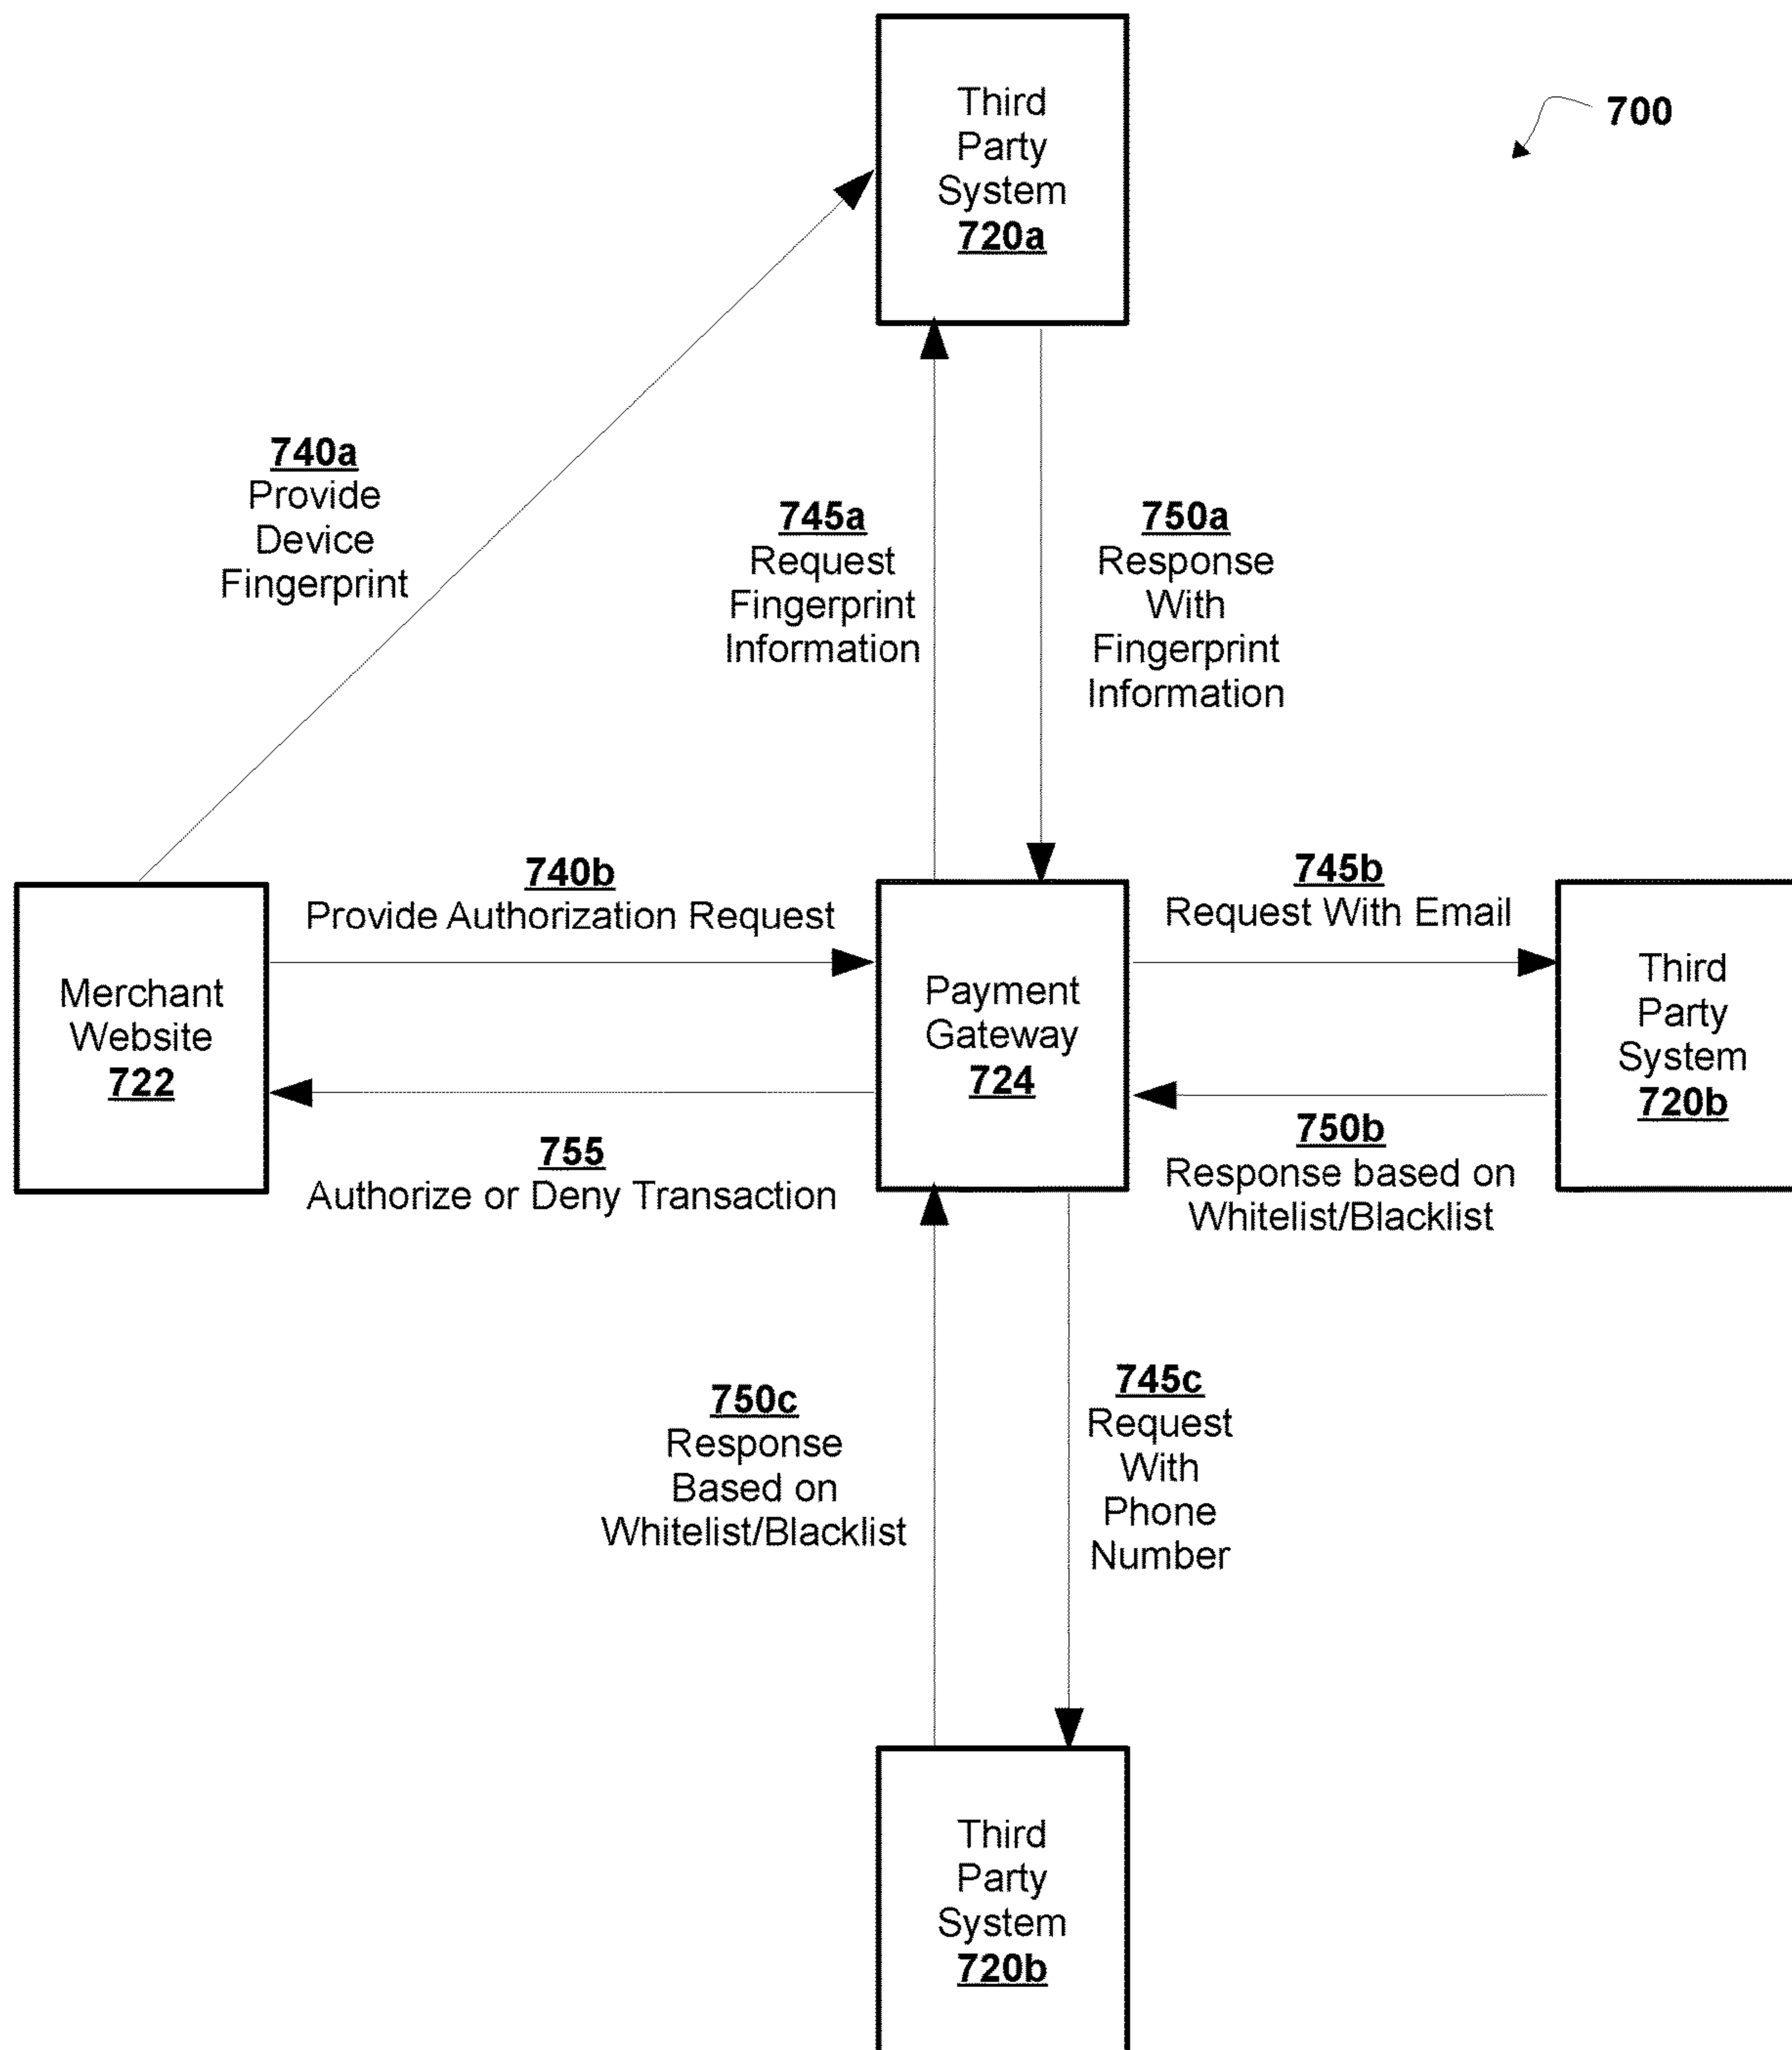 Third
Party
System
720a
700
740a
Provide
Device
Fingerprint
745a
Request
Fingerprint
Information
750a
Response
With
Fingerprint
Information
Merchant
Website
722
740b
Provide Authorization Request
755
Authorize or Deny Transaction
Payment
Gateway
724
745b
Request With Email
750b
Response based on
Whitelist/Blacklist
Third
Party
System
720b
750c
Response
Based on
Whitelist/Blacklist
745c
Request
With
Phone
Number
Third
Party
System
720b